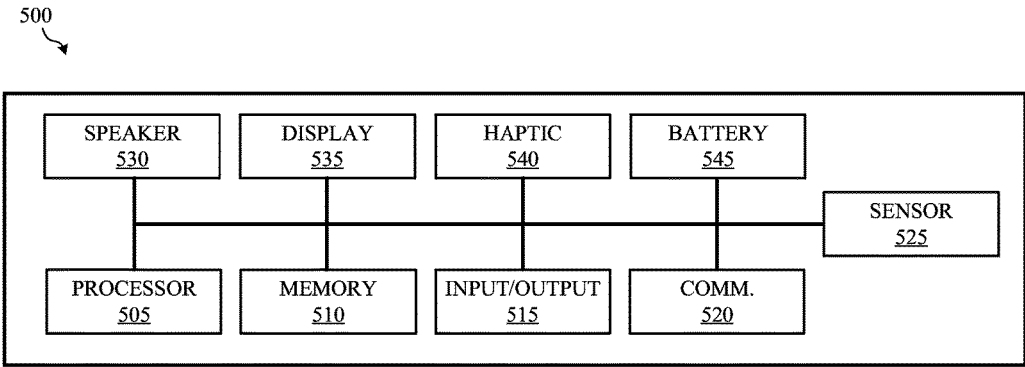 500
SPEAKER
530
DISPLAY
535
HAPTIC
540
BATTERY
545
SENSOR
525
PROCESSOR
505
MEMORY
510
INPUT/OUTPUT
515
COMM.
520